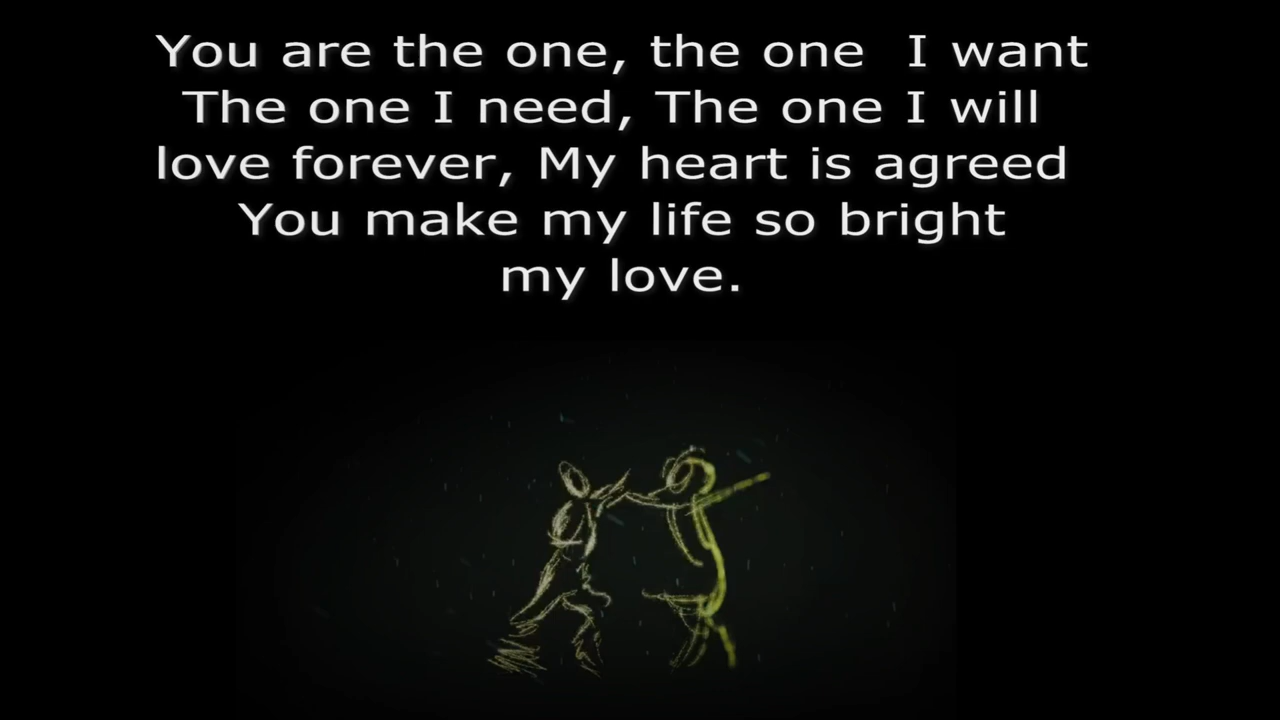 You are the one, the one  I want
The one I need, The one I will
love forever, My heart is agreed
You make my life so bright
my love.